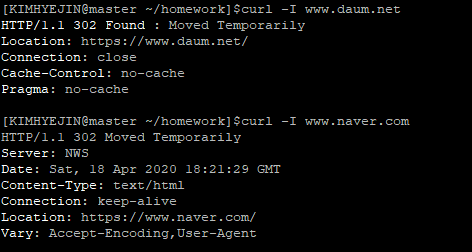 [KIMHYEJIN@master ~/homework]$curl -I www.daum.net
HTTP/1.1 302 Found : Moved Temporarily
Location: https://www.daum.net/
Connection: close
Cache-Control: no-cache
Pragma: no-cache
[KIMHYEJIN@master ~/homework]$curl -I www.naver.com
HTTP/1.1 302 Moved Temporarily
Server: NWS
Date: Sat, 18 Apr 2020 18:21:29 GMT
Content-Type: text/html
Connection: keep-alive
Location: https://www.naver.com/
Vary: Accept-Encoding,User-Agent